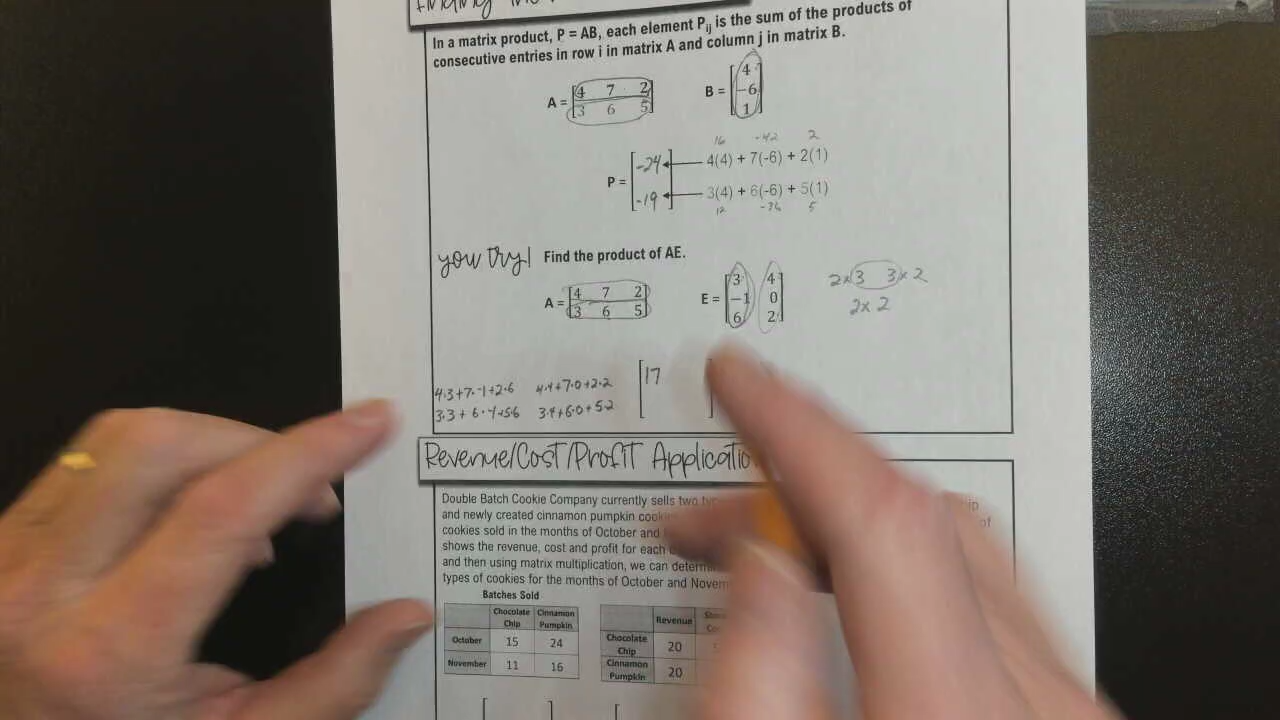 In a matrix product, P = AB, each element Pij is the sum of the products of
consecutive entries in row i in matrix A and column j in matrix B.
A = [4 7 2
3 6 5]
B = [4
-6
1]
16 -42 2
P = [-24 4(4) + 7(-6) + 2(1)
-19] 3(4) + 6(-6) + 5(1)
12 -36 5
you try! Find the product of AE.
A = [4 7 2
3 6 5]
E = [3 4
-1 0
6 2]
2x3 3x2
2x2
4·3+7·-1+2·6 4·4+7·0+2·2 [17 ]
3·3+6·-1+5·6 3·4+6·0+5·2
Revenue/Cost/Profit
Double Batch Cookie Company currently sells two
and newly created cinnamon pumpkin
cookies sold in the months of October and
shows the revenue, cost and profit for each
and then using matrix multiplication, we can
types of cookies for the months of October and
Batches Sold
Chocolate Chip Cinnamon Pumpkin
October 15 24
November 11 16
Revenue
Chocolate Chip 20
Cinnamon Pumpkin 20